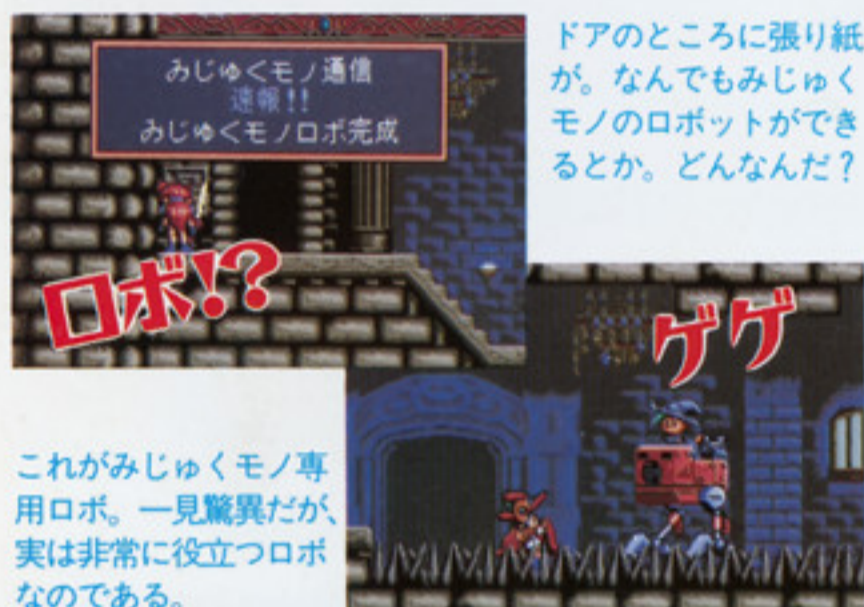 みじゅくモノ通信
速報!!
みじゅくモノロボ完成
ロボ!?
ドアのところに張り紙
が。なんでもみじゅく
モノのロボットができ
るとか。どんなんだ？
ゲゲ
これがみじゅくモノ専
用ロボ。一見驚異だが、
実は非常に役立つロボ
なのである。